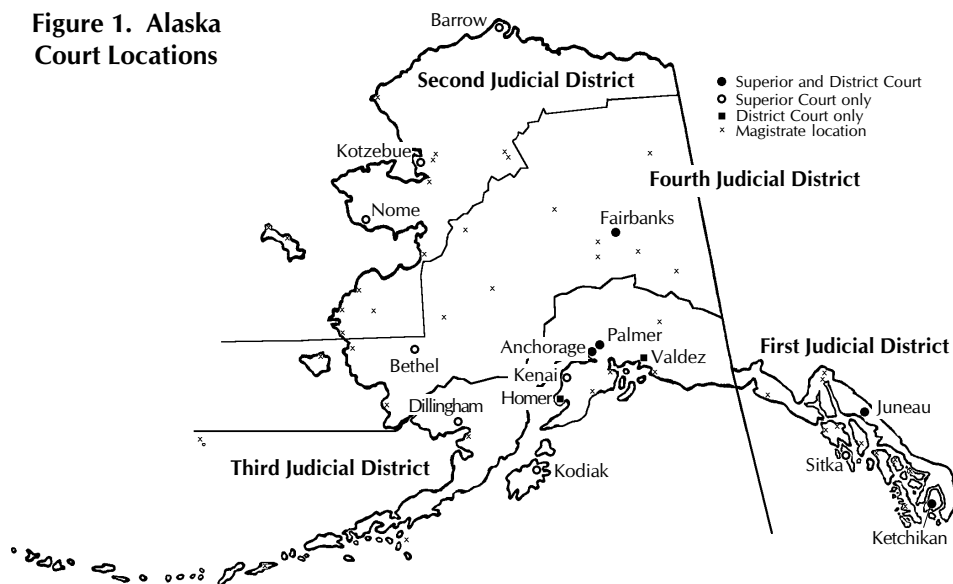 Figure 1. Alaska
Court Locations
Barrow
Second Judicial District
Superior and District Court
Superior Court only
District Court only
x Magistrate location
Kotzebue
Fourth Judicial District
Nome
Fairbanks
Anchorage
Palmer
Valdez
First Judicial District
Bethel
Kenai
Homer
Dillingham
Juneau
Third Judicial District
Kodiak
Sitka
Ketchikan